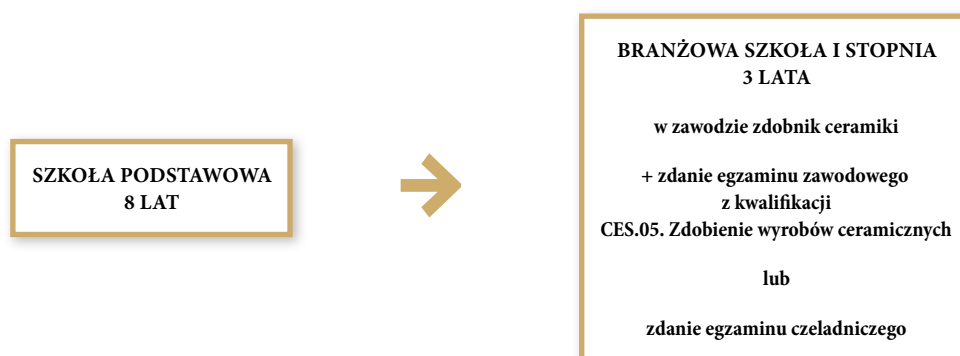 SZKOŁA PODSTAWOWA
8 LAT
BRANŻOWA SZKOŁA I STOPNIA
3 LATA
w zawodzie zdobnik ceramiki
+ zdanie egzaminu zawodowego
z kwalifikacji
CES.05. Zdobienie wyrobów ceramicznych
lub
zdanie egzaminu czeladniczego